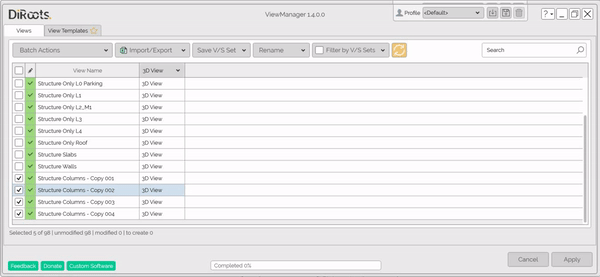 DiRoots.
ViewManager 1.4.0.0
Profile <Default>
? -
Views
View Templates
Batch Actions
Import/Export
Save V/S Set
Rename
Filter by V/S Sets
Search
View Name
3D View
Structure Only L0 Parking 3D View
Structure Only L1 3D View
Structure Only L2_M1 3D View
Structure Only L3 3D View
Structure Only L4 3D View
Structure Only Roof 3D View
Structure Slabs 3D View
Structure Walls 3D View
Structure Columns - Copy 001 3D View
Structure Columns - Copy 002 3D View
Structure Columns - Copy 003 3D View
Structure Columns - Copy 004 3D View
Selected 5 of 98 | unmodified 98 | modified 0 | to create 0
Cancel
Apply
Feedback
Donate
Custom Software
Completed 0%